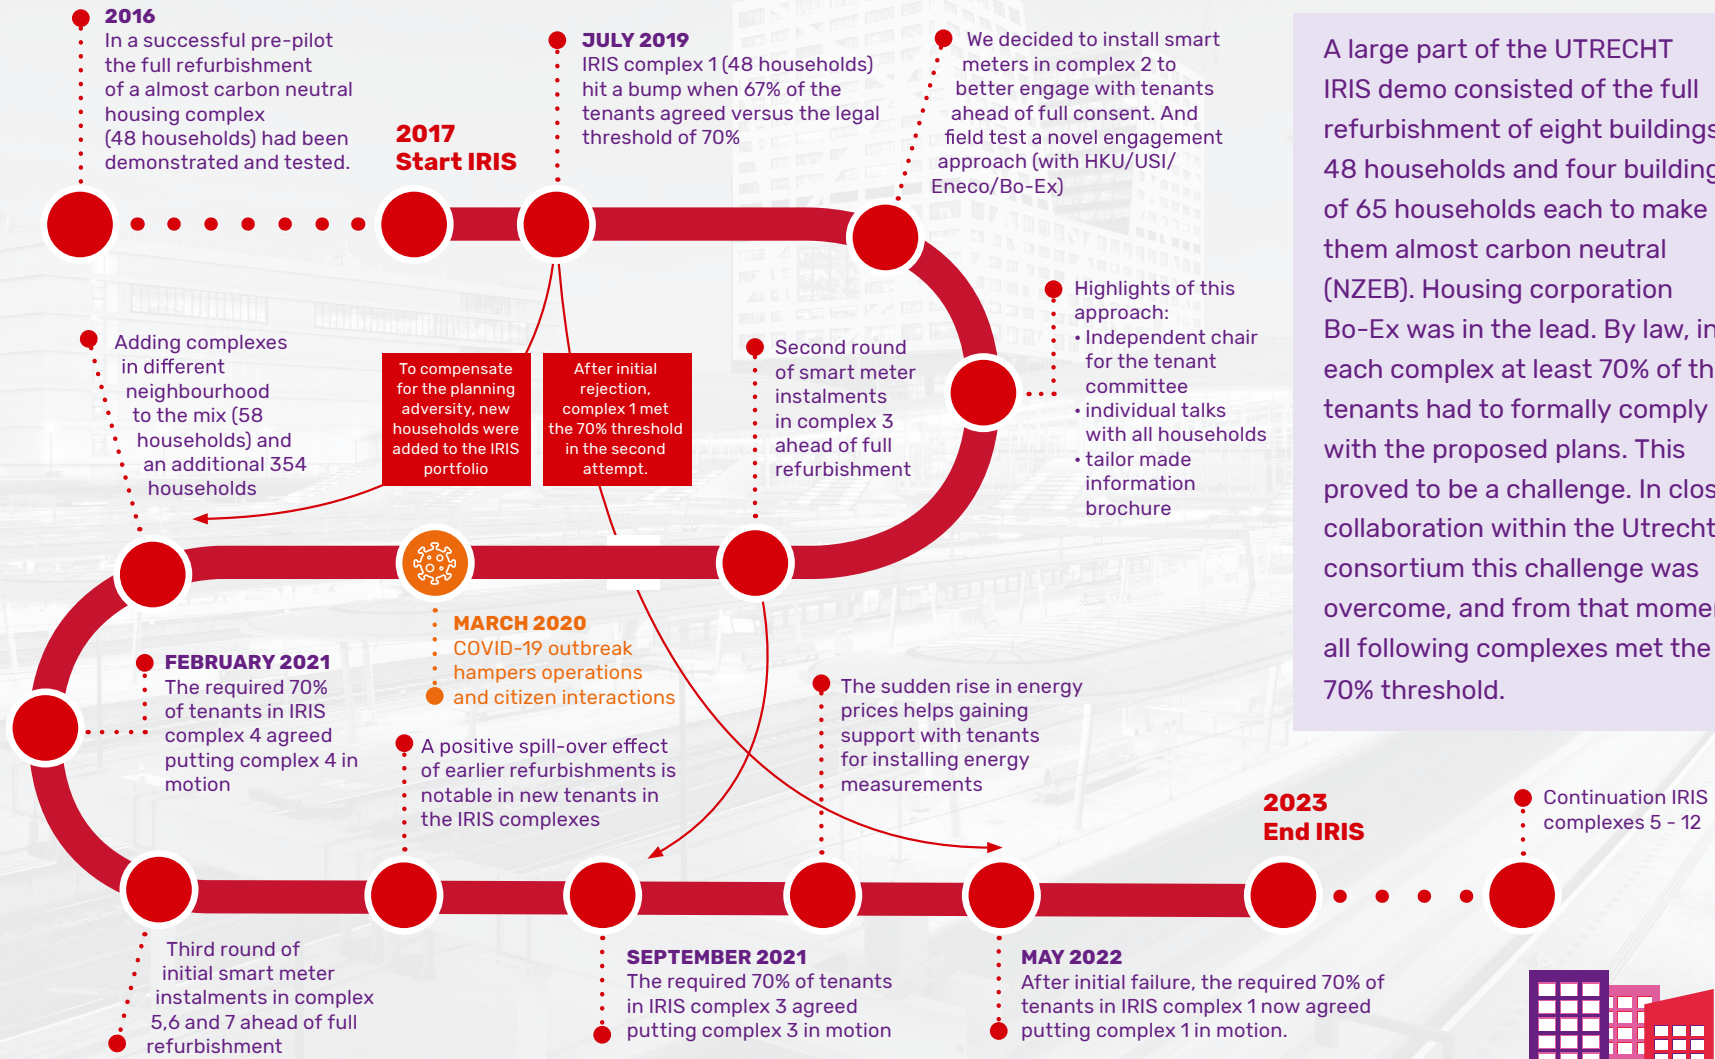 2016
In a successful pre-pilot
the full refurbishment
of a almost carbon neutral
housing complex
(48 households) had been
demonstrated and tested.
2017
Start IRIS
JULY 2019
IRIS complex 1 (48 households)
hit a bump when 67% of the
tenants agreed versus the legal
threshold of 70%
We decided to install smart
meters in complex 2 to
better engage with tenants
ahead of full consent. And
field test a novel engagement
approach (with HKU/USI/
Eneco/Bo-Ex)
Highlights of this
approach:
• Independent chair
for the tenant
committee
• individual talks
with all households
• tailor made
information
brochure
Second round
of smart meter
instalments
in complex 3
ahead of full
refurbishment
After initial
rejection,
complex 1 met
the 70% threshold
in the second
attempt.
To compensate
for the planning
adversity, new
households were
added to the IRIS
portfolio
Adding complexes
in different
neighbourhood
to the mix (58
households) and
an additional 354
households
MARCH 2020
COVID-19 outbreak
hampers operations
and citizen interactions
FEBRUARY 2021
The required 70%
of tenants in IRIS
complex 4 agreed
putting complex 4 in
motion
Third round of
initial smart meter
instalments in complex
5,6 and 7 ahead of full
refurbishment
A positive spill-over effect
of earlier refurbishments is
notable in new tenants in
the IRIS complexes
SEPTEMBER 2021
The required 70% of tenants
in IRIS complex 3 agreed
putting complex 3 in motion
The sudden rise in energy
prices helps gaining
support with tenants
for installing energy
measurements
MAY 2022
After initial failure, the required 70% of
tenants in IRIS complex 1 now agreed
putting complex 1 in motion.
2023
End IRIS
Continuation IRIS
complexes 5 - 12
A large part of the UTRECHT
IRIS demo consisted of the full
refurbishment of eight buildings
48 households and four building
of 65 households each to make
them almost carbon neutral
(NZEB). Housing corporation
Bo-Ex was in the lead. By law, in
each complex at least 70% of th
tenants had to formally comply
with the proposed plans. This
proved to be a challenge. In clos
collaboration within the Utrecht
consortium this challenge was
overcome, and from that momen
all following complexes met the
70% threshold.